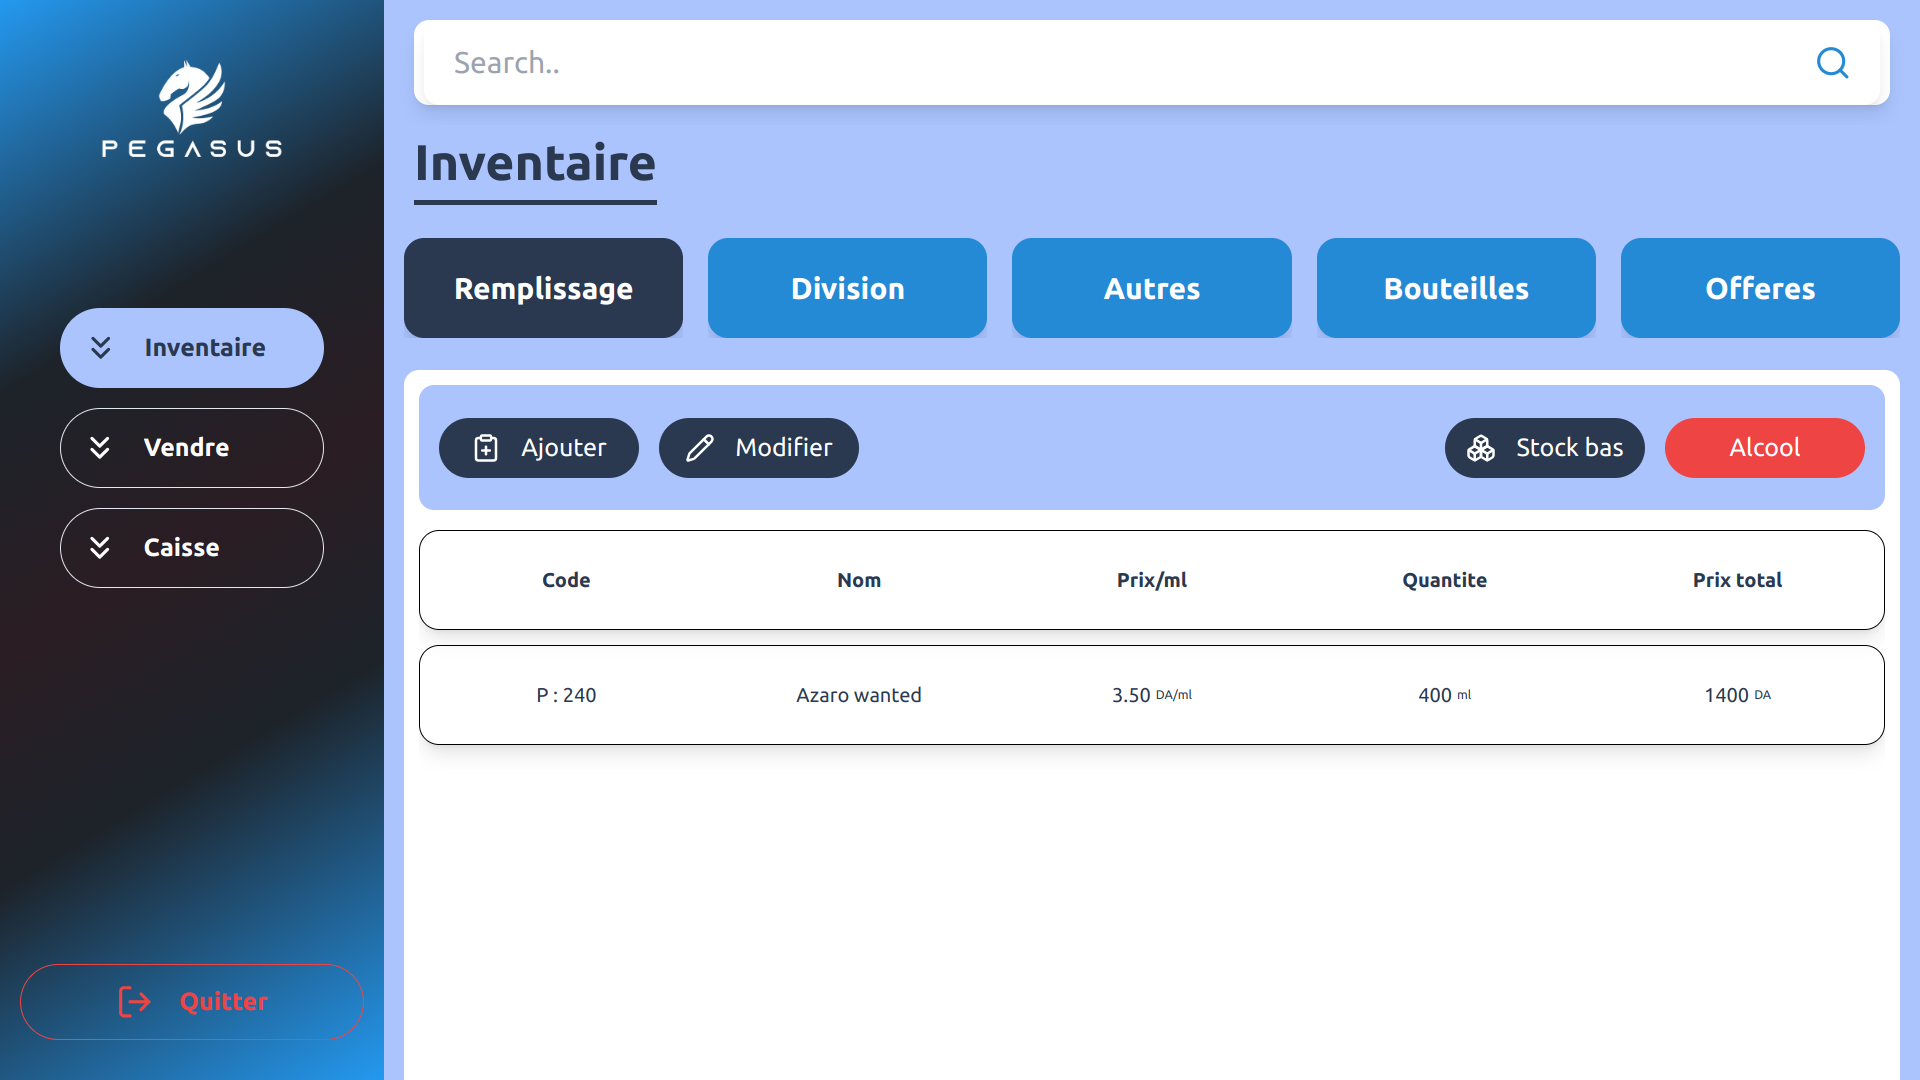 PEGASUS
Inventaire
Vendre
Caisse
Quitter
Search..
Inventaire
Remplissage Division Autres Bouteilles Offeres
Ajouter Modifier Stock bas Alcool
Code Nom Prix/ml Quantite Prix total
P : 240 Azaro wanted 3.50 DA/ml 400 ml 1400 DA